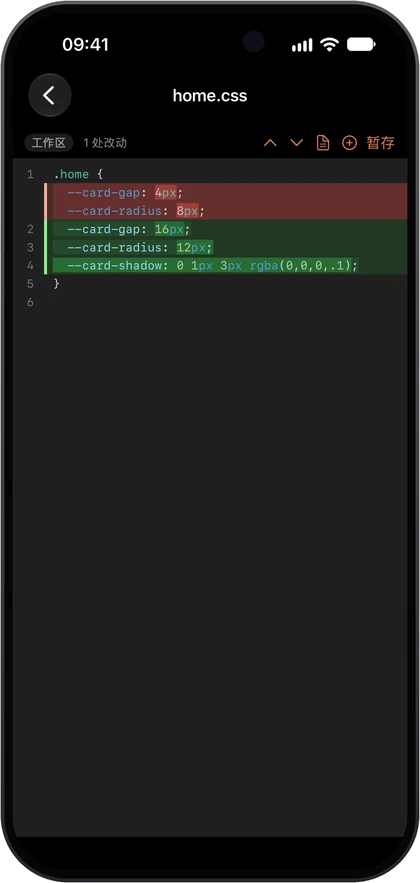 09:41
home.css
工作区 1 处改动 暂存
1 .home {
--card-gap: 4px;
--card-radius: 8px;
2 --card-gap: 16px;
3 --card-radius: 12px;
4 --card-shadow: 0 1px 3px rgba(0,0,0,.1);
5 }
6